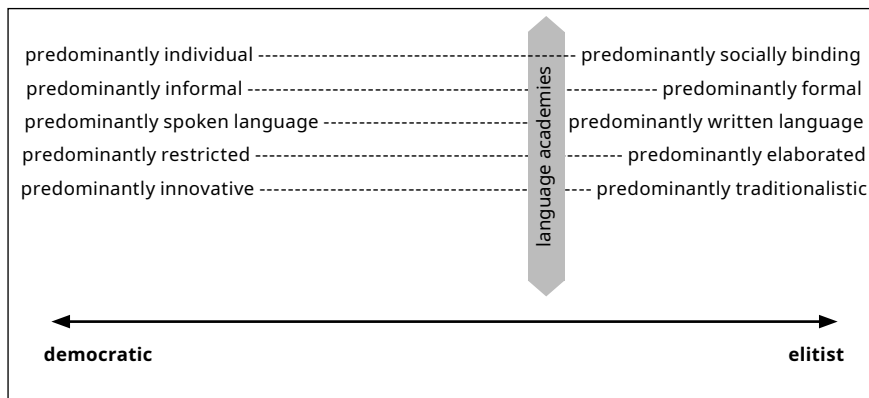 predominantly individual predominantly socially binding
predominantly informal predominantly formal
predominantly spoken language predominantly written language
predominantly restricted predominantly elaborated
predominantly innovative predominantly traditionalistic
language academies
democratic elitist